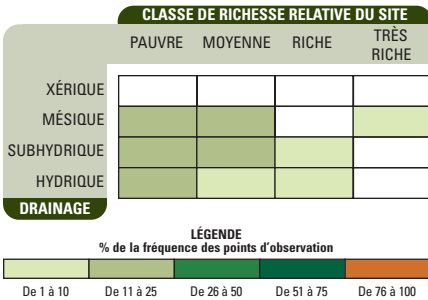 CLASSE DE RICHESSE RELATIVE DU SITE
PAUVRE MOYENNE RICHE TRÈS RICHE
XÉRIQUE
MÉSIQUE
SUBHYDRIQUE
HYDRIQUE
DRAINAGE
LÉGENDE
% de la fréquence des points d'observation
De 1 à 10 De 11 à 25 De 26 à 50 De 51 à 75 De 76 à 100